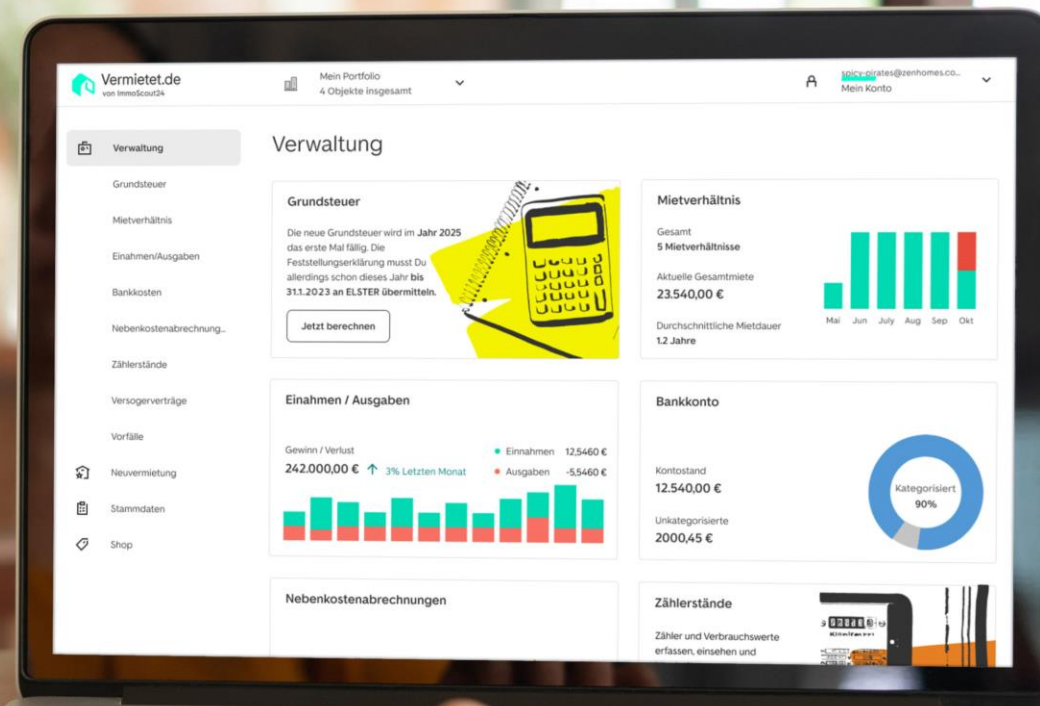 Vermietet.de
von ImmoScout24
Mein Portfolio
4 Objekte insgesamt
spicy-pirates@zenhomes.co...
Mein Konto
Verwaltung
Grundsteuer
Mietverhältnis
Einahmen/Ausgaben
Bankkosten
Nebenkostenabrechnung...
Zählerstände
Versogerverträge
Vorfälle
Neuvermietung
Stammdaten
Shop
Verwaltung
Grundsteuer
Die neue Grundsteuer wird im Jahr 2025
das erste Mal fällig. Die
Feststellungserklärung musst Du
allerdings schon dieses Jahr bis
31.1.2023 an ELSTER übermitteln.
Jetzt berechnen
Mietverhältnis
Gesamt
5 Mietverhältnisse
Aktuelle Gesamtmiete
23.540,00 €
Durchschnittliche Mietdauer
1.2 Jahre
Mai Jun July Aug Sep Okt
Einahmen / Ausgaben
Gewinn / Verlust
242.000,00 € ↑ 3% Letzten Monat
Einnahmen 12,5460 €
Ausgaben -5,5460 €
Bankkonto
Kontostand
12.540,00 €
Unkategorisierte
2000,45 €
Kategorisiert
90%
Nebenkostenabrechnungen
Zählerstände
Zähler und Verbrauchswerte
erfassen, einsehen und